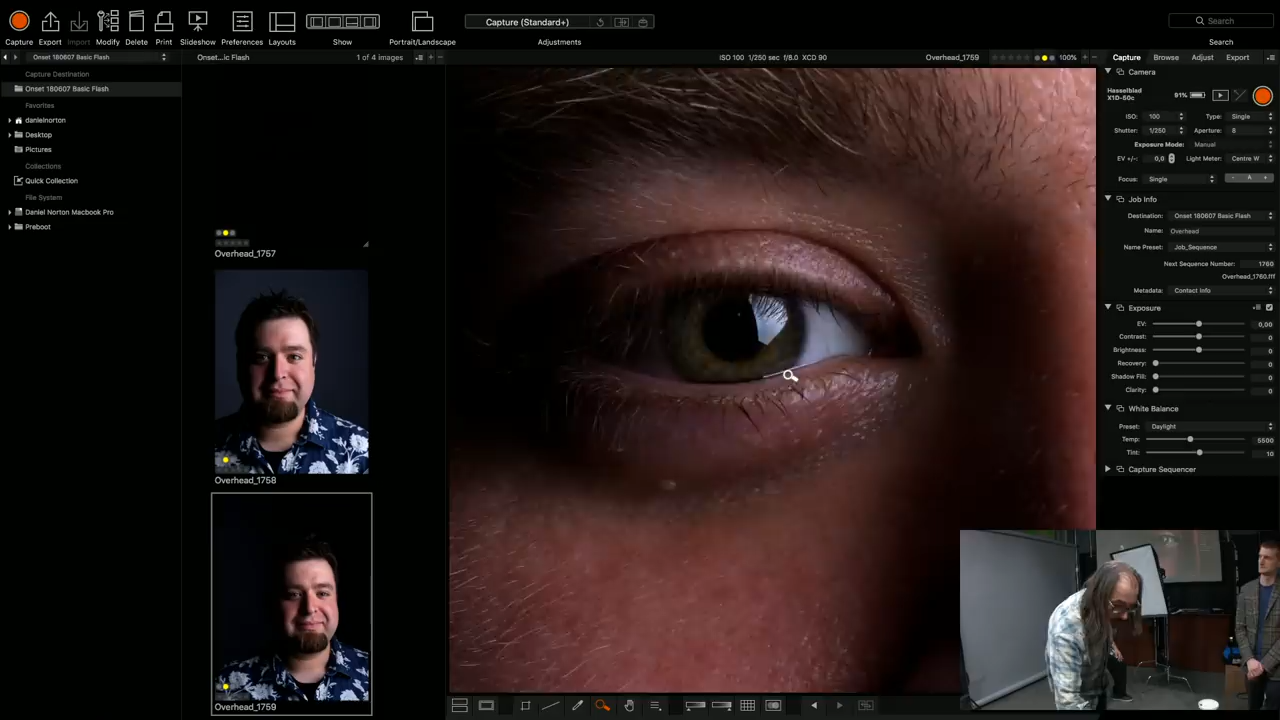 Capture
Export
Import
Modify
Delete
Print
Slideshow
Preferences
Layouts
Show
Portrait/Landscape
Capture (Standard+)
Adjustments
Search
Search
Onset 180607 Basic Flash
Onset...ic Flash
1 of 4 images
ISO 100 1/250 sec f/8.0 XCD 90
Overhead_1759
100%
Capture
Browse
Adjust
Export
Capture Destination
Onset 180607 Basic Flash
Favorites
danielnorton
Desktop
Pictures
Collections
Quick Collection
File System
Daniel Norton Macbook Pro
Preboot
Overhead_1757
Overhead_1758
Overhead_1759
Camera
Hasselblad
X1D-50c
91%
ISO: 100 Type: Single
Shutter: 1/250 Aperture: 8
Exposure Mode: Manual
EV +/-: 0,0 Light Meter: Centre W
Focus: Single - A +
Job Info
Destination: Onset 180607 Basic Flash
Name: Overhead
Name Preset: Job_Sequence
Next Sequence Number: 1760
Overhead_1760.fff
Metadata: Contact Info
Exposure
EV: 0,00
Contrast: 0
Brightness: 0
Recovery: 0
Shadow Fill: 0
Clarity: 0
White Balance
Preset: Daylight
Temp: 5500
Tint: 10
Capture Sequencer